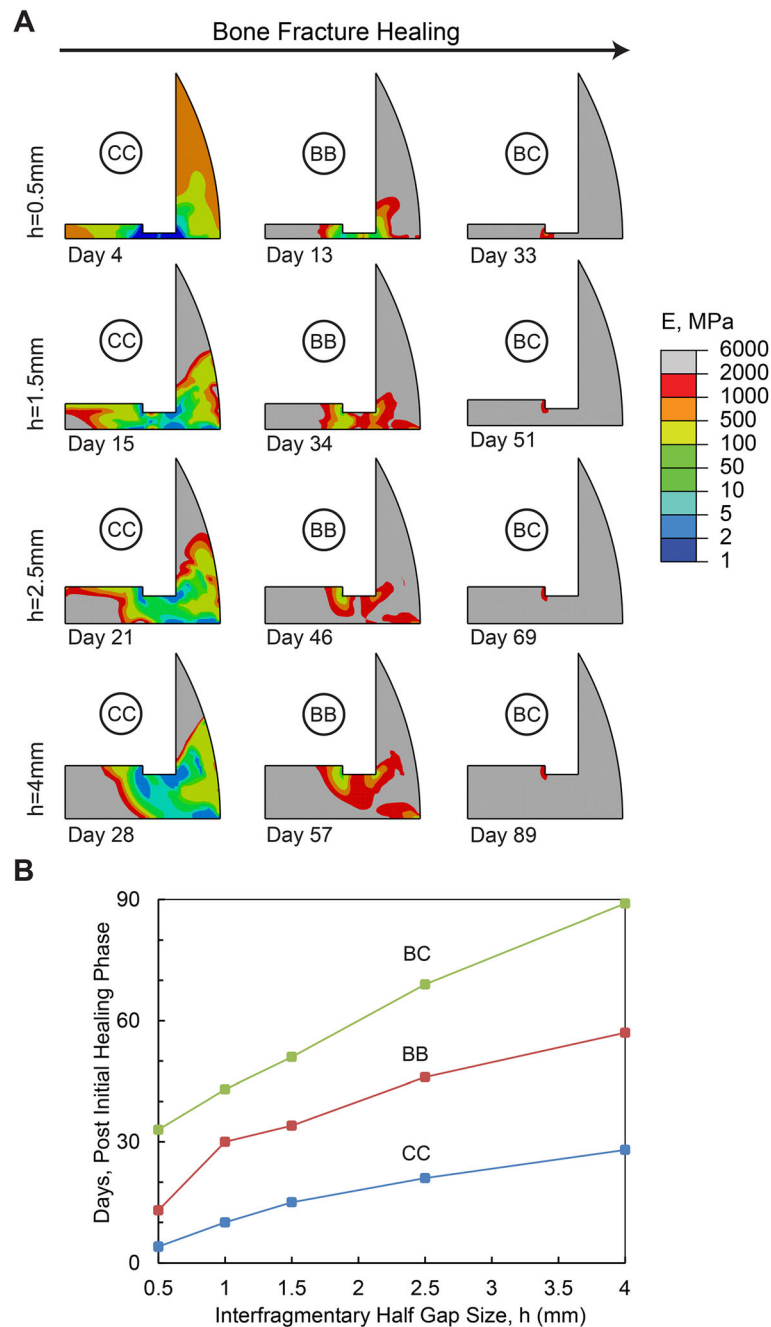 A
Bone Fracture Healing
h=0.5mm
CC
BB
BC
Day 4
Day 13
Day 33
h=1.5mm
CC
BB
BC
Day 15
Day 34
Day 51
h=2.5mm
CC
BB
BC
Day 21
Day 46
Day 69
h=4mm
CC
BB
BC
Day 28
Day 57
Day 89
E, MPa
6000
2000
1000
500
100
50
10
5
2
1
B
Days, Post Initial Healing Phase
90
60
30
0
BC
BB
CC
0.5 1 1.5 2 2.5 3 3.5 4
Interfragmentary Half Gap Size, h (mm)